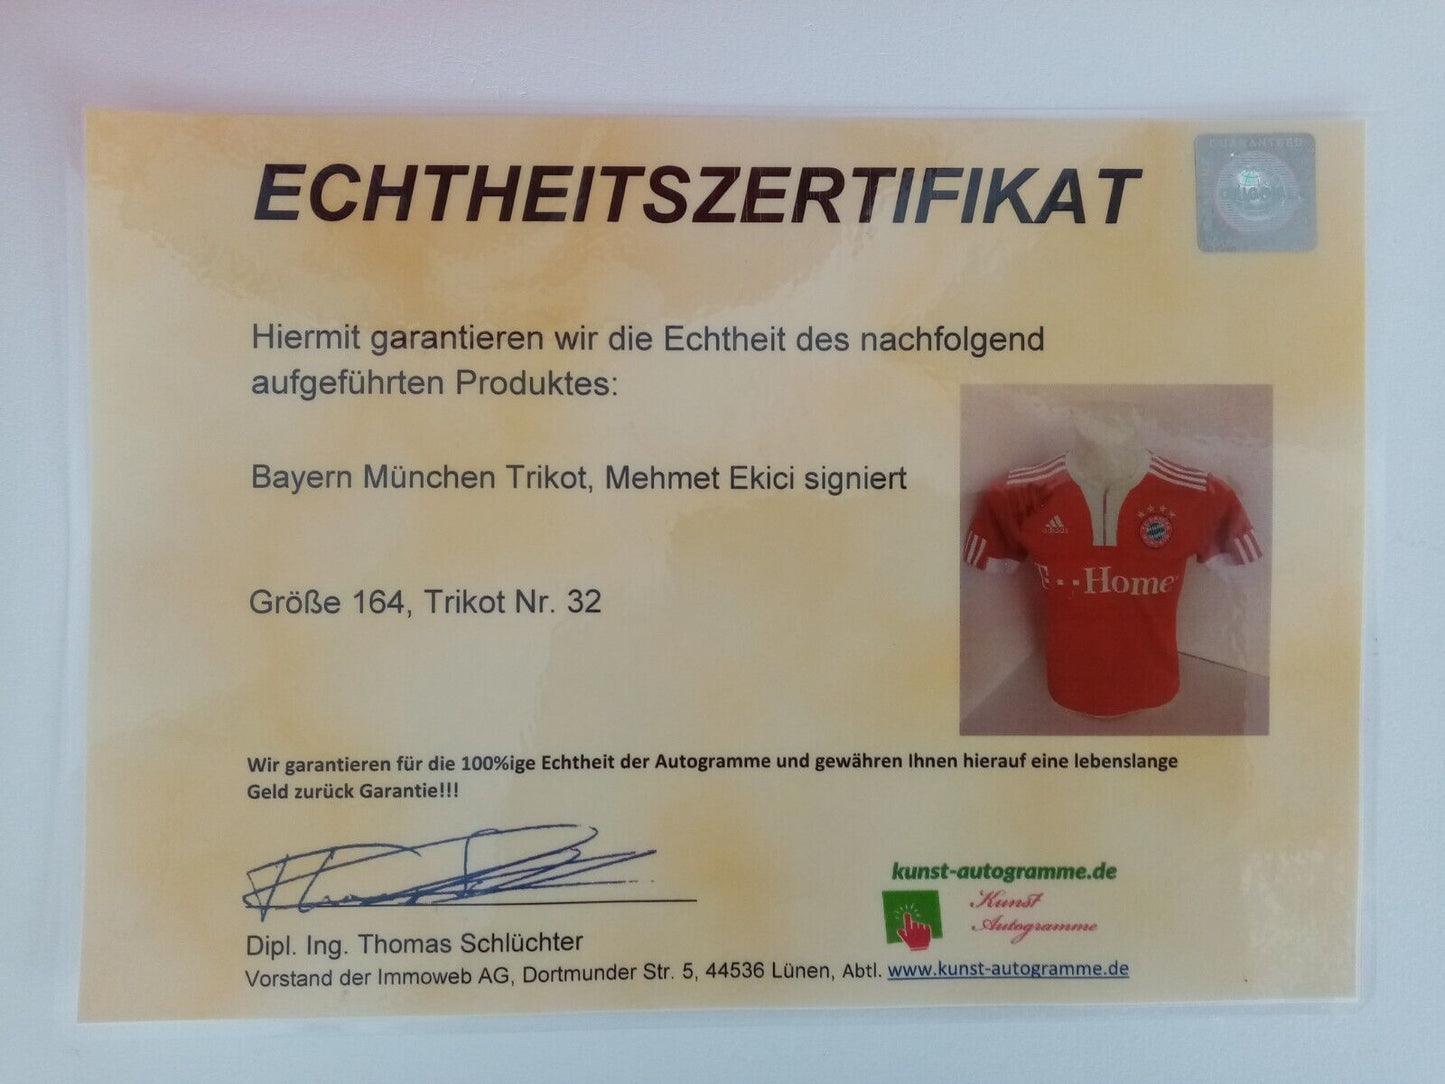 ECHTHEITSZERTIFIKAT
GUARANTEED
Hiermit garantieren wir die Echtheit des nachfolgend
aufgeführten Produktes:
Bayern München Trikot, Mehmet Ekici signiert
adidas
T··Home
Größe 164, Trikot Nr. 32
Wir garantieren für die 100%ige Echtheit der Autogramme und gewähren Ihnen hierauf eine lebenslange
Geld zurück Garantie!!!
kunst-autogramme.de
Kunst
Autogramme
Dipl. Ing. Thomas Schlüchter
Vorstand der Immoweb AG, Dortmunder Str. 5, 44536 Lünen, Abtl. www.kunst-autogramme.de